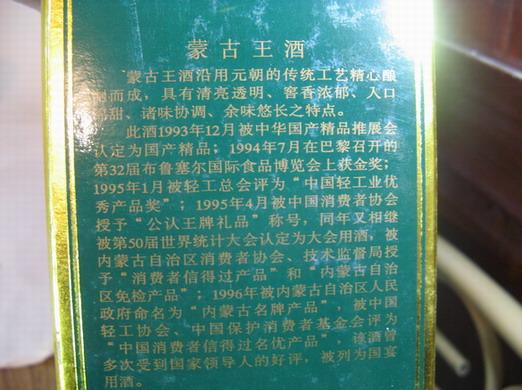 蒙古王酒
蒙古王酒沿用元朝的传统工艺精心酿
制而成，具有清亮透明、窖香浓郁、入口
绵甜、诸味协调、余味悠长之特点。
此酒1993年12月被中华国产精品推展会
认定为国产精品；1994年7月在巴黎召开的
第32届布鲁塞尔国际食品博览会上获金奖；
1995年1月被轻工总会评为“中国轻工业优
秀产品奖”；1995年4月被中国消费者协会
授予“公认王牌礼品”称号，同年又相继
被第50届世界统计大会认定为大会用酒，被
内蒙古自治区消费者协会、技术监督局授
予“消费者信得过产品”和“内蒙古自治
区免检产品”；1996年被内蒙古自治区人民
政府命名为“内蒙古名牌产品”，被中国
轻工协会、中国保护消费者基金会评为
“中国消费者信得过名优产品”，该酒曾
多次受到国家领导人的好评，被列为国宴
用酒。